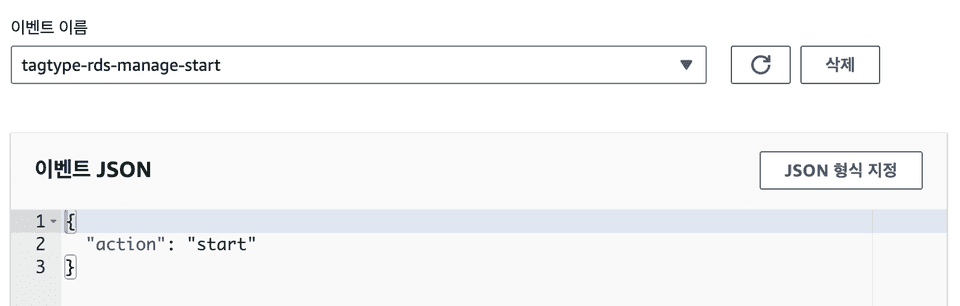 이벤트 이름
tagtype-rds-manage-start
삭제
이벤트 JSON
JSON 형식 지정
1 {
2 "action": "start"
3 }